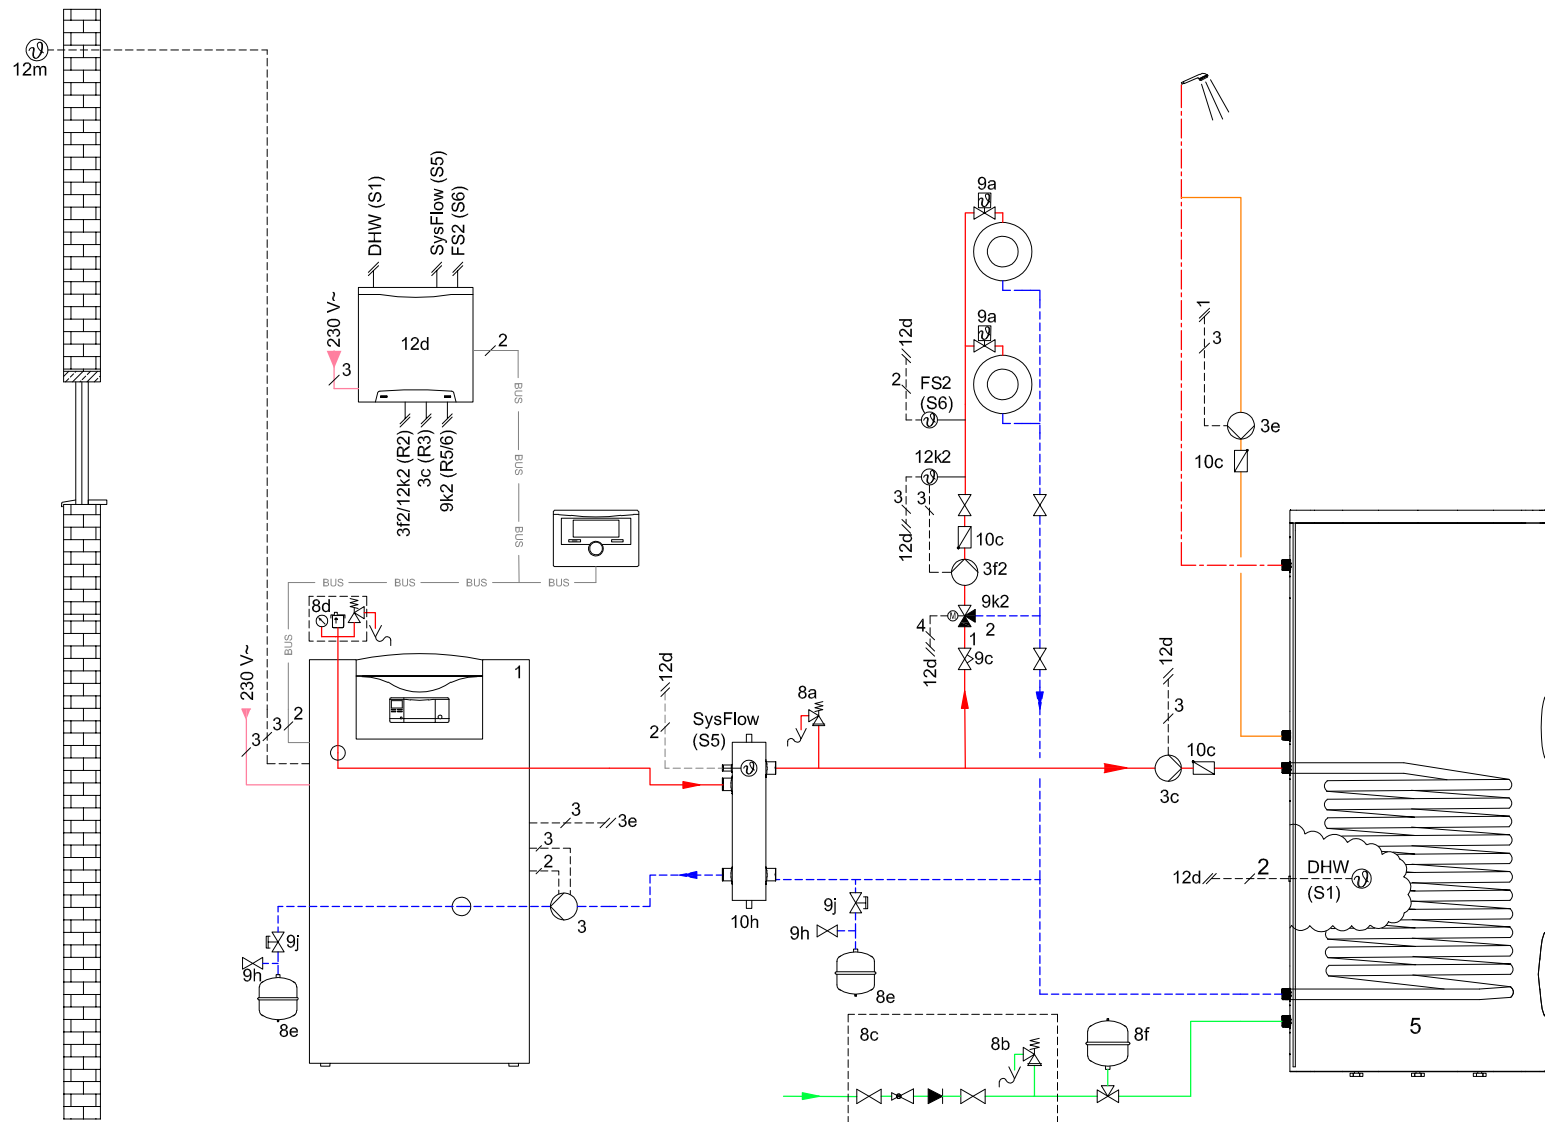 12m
DHW (S1)
SysFlow (S5)
FS2 (S6)
230 V~
3
12d
2
BUS
BUS
BUS
3f2/12k2 (R2)
3c (R3)
9k2 (R5/6)
BUS
BUS
BUS
BUS
BUS
8d
1
230 V~
3
3
2
3
3e
3
2
3
9j
9h
8e
12d
2
SysFlow
(S5)
10h
8a
9a
9a
12d
2
FS2
(S6)
12k2
3
3
12d
10c
3f2
9k2
4
2
1
12d
9c
9j
9h
8e
8c
8b
8f
1
3
3e
10c
12d
3
10c
3c
12d
2
DHW
(S1)
5